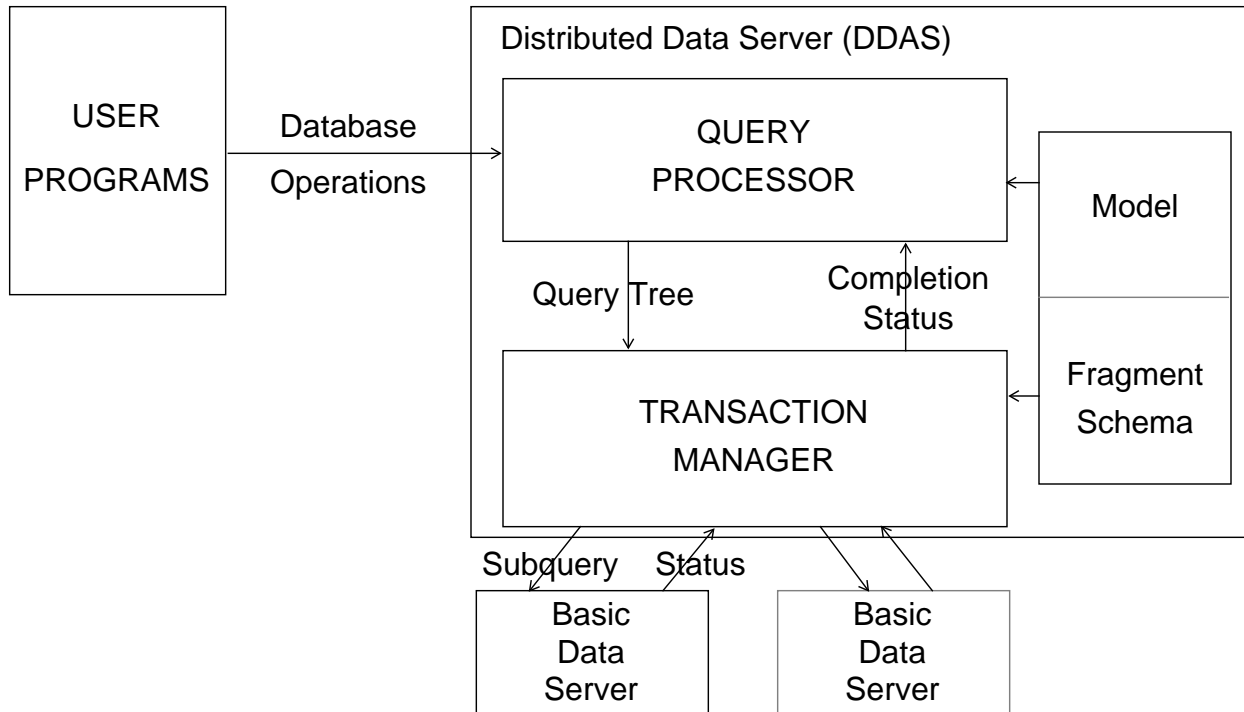 Distributed Data Server (DDAS)
USER
PROGRAMS
Database
Operations
QUERY
PROCESSOR
Model
Query Tree
Completion
Status
Fragment
Schema
TRANSACTION
MANAGER
Subquery
Status
Basic
Data
Server
Basic
Data
Server